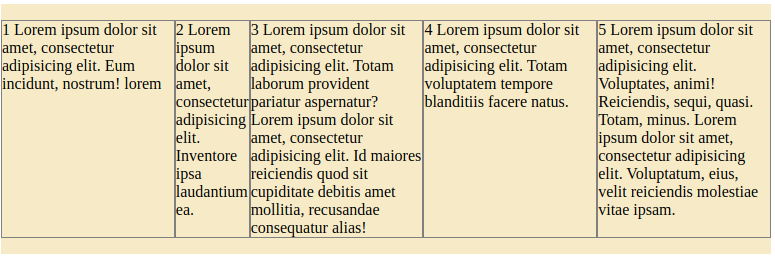 1 Lorem ipsum dolor sit
amet, consectetur
adipisicing elit. Eum
incidunt, nostrum! lorem
2 Lorem
ipsum
dolor sit
amet,
consectetur
adipisicing
elit.
Inventore
ipsa
laudantium
ea.
3 Lorem ipsum dolor sit
amet, consectetur
adipisicing elit. Totam
laborum provident
pariatur aspernatur?
Lorem ipsum dolor sit
amet, consectetur
adipisicing elit. Id maiores
reiciendis quod sit
cupiditate debitis amet
mollitia, recusandae
consequatur alias!
4 Lorem ipsum dolor sit
amet, consectetur
adipisicing elit. Totam
voluptatem tempore
blanditiis facere natus.
5 Lorem ipsum dolor sit
amet, consectetur
adipisicing elit.
Voluptates, animi!
Reiciendis, sequi, quasi.
Totam, minus. Lorem
ipsum dolor sit amet,
consectetur adipisicing
elit. Voluptatum, eius,
velit reiciendis molestiae
vitae ipsam.